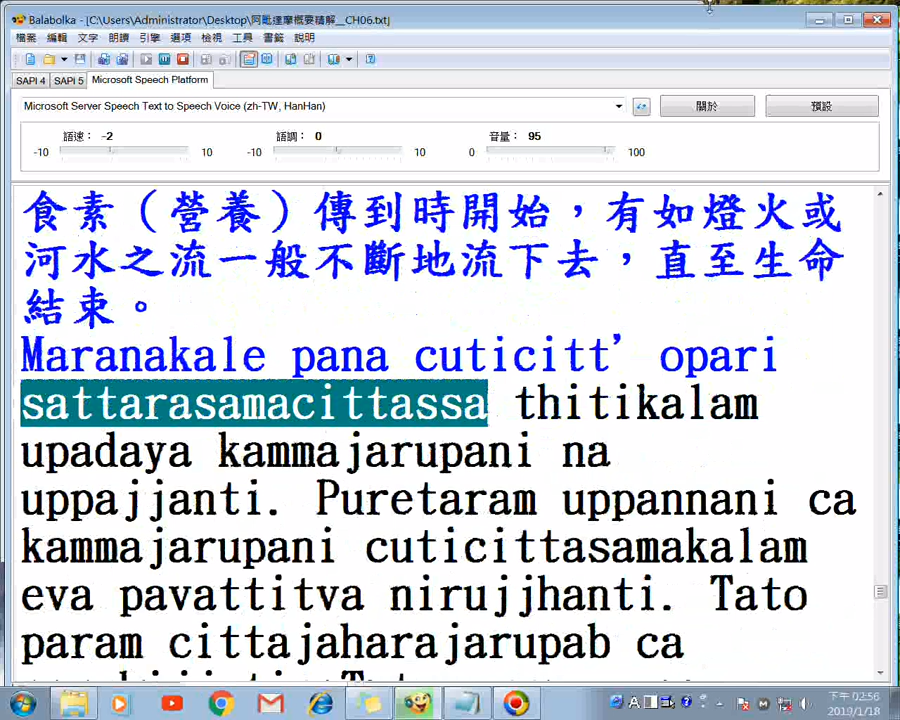 Balabolka - [C:\Users\Administrator\Desktop\阿毗達摩概要精解__CH06.txt]
檔案 編輯 文字 朗讀 引擎 選項 檢視 工具 書籤 說明
SAPI 4 SAPI 5 Microsoft Speech Platform
Microsoft Server Speech Text to Speech Voice (zh-TW, HanHan) 關於 預設
語速： -2 語調： 0 音量： 95
-10 10 -10 10 0 100
食素（營養）傳到時開始，有如燈火或
河水之流一般不斷地流下去，直至生命
結束。
Maranakale pana cuticitt’ opari
sattarasamacittassa thitikalam
upadaya kammajarupani na
uppajjanti. Puretaram uppannani ca
kammajarupani cuticittasamakalam
eva pavattitva nirujjhanti. Tato
param cittajaharajarupab ca
下午 02:56
2019/1/18